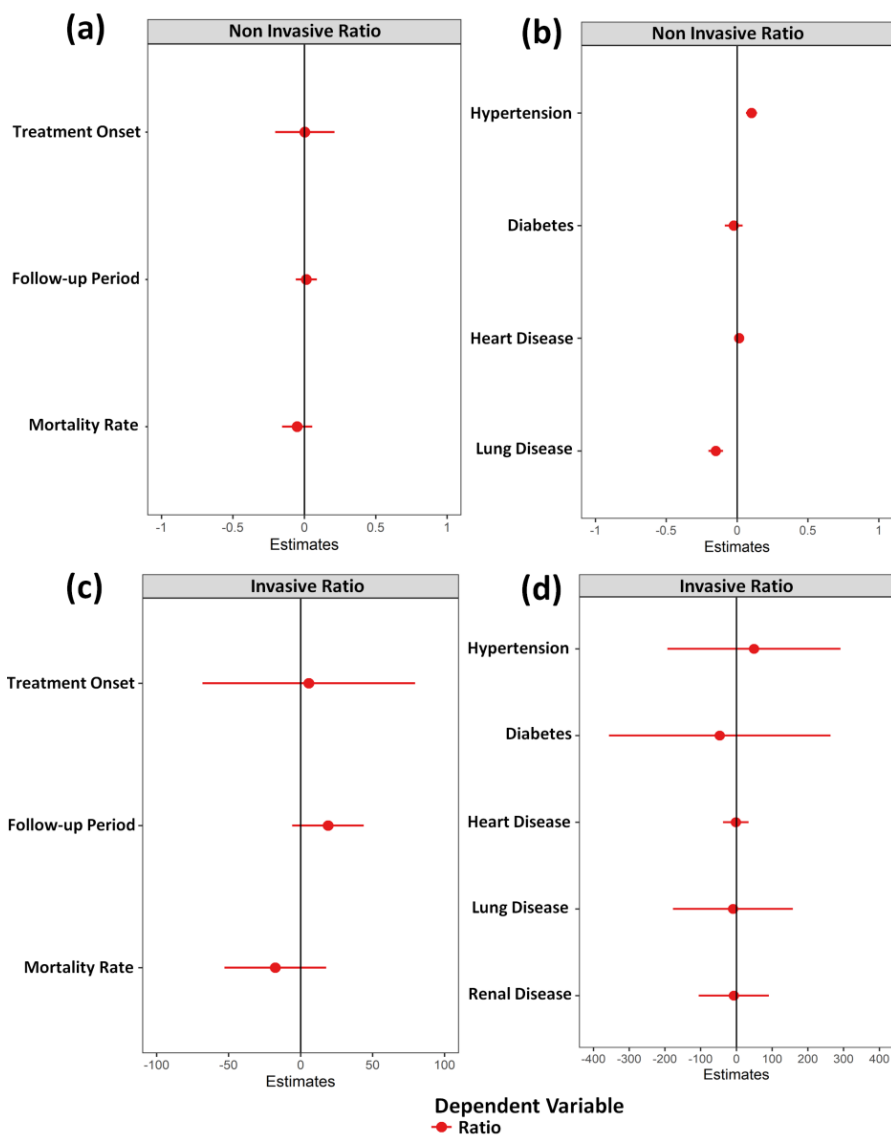 (a)
Non Invasive Ratio
Treatment Onset
Follow-up Period
Mortality Rate
-1 -0.5 0 0.5 1
Estimates
(b)
Non Invasive Ratio
Hypertension
Diabetes
Heart Disease
Lung Disease
-1 -0.5 0 0.5 1
Estimates
(c)
Invasive Ratio
Treatment Onset
Follow-up Period
Mortality Rate
-100 -50 0 50 100
Estimates
(d)
Invasive Ratio
Hypertension
Diabetes
Heart Disease
Lung Disease
Renal Disease
-400 -300 -200 -100 0 100 200 300 400
Estimates
Dependent Variable
Ratio